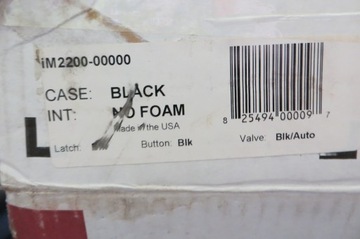 iM2200-00000
CASE: BLACK
INT: NO FOAM
Made in the USA
8 25494 00009 7
Latch: Button: Blk Valve: Blk/Auto